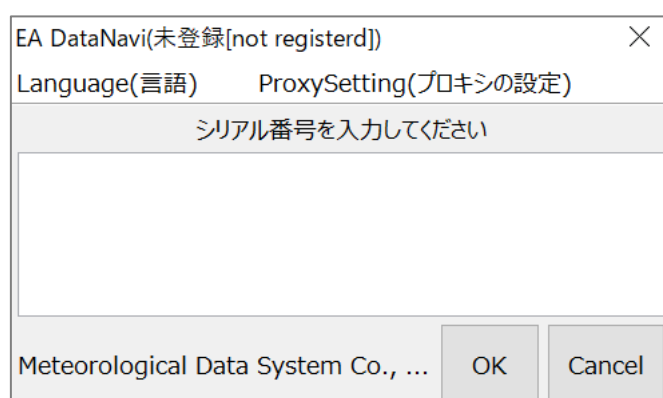 EA DataNavi(未登録[not registerd])
Language(言語) ProxySetting(プロキシの設定)
シリアル番号を入力してください
Meteorological Data System Co., ... OK Cancel